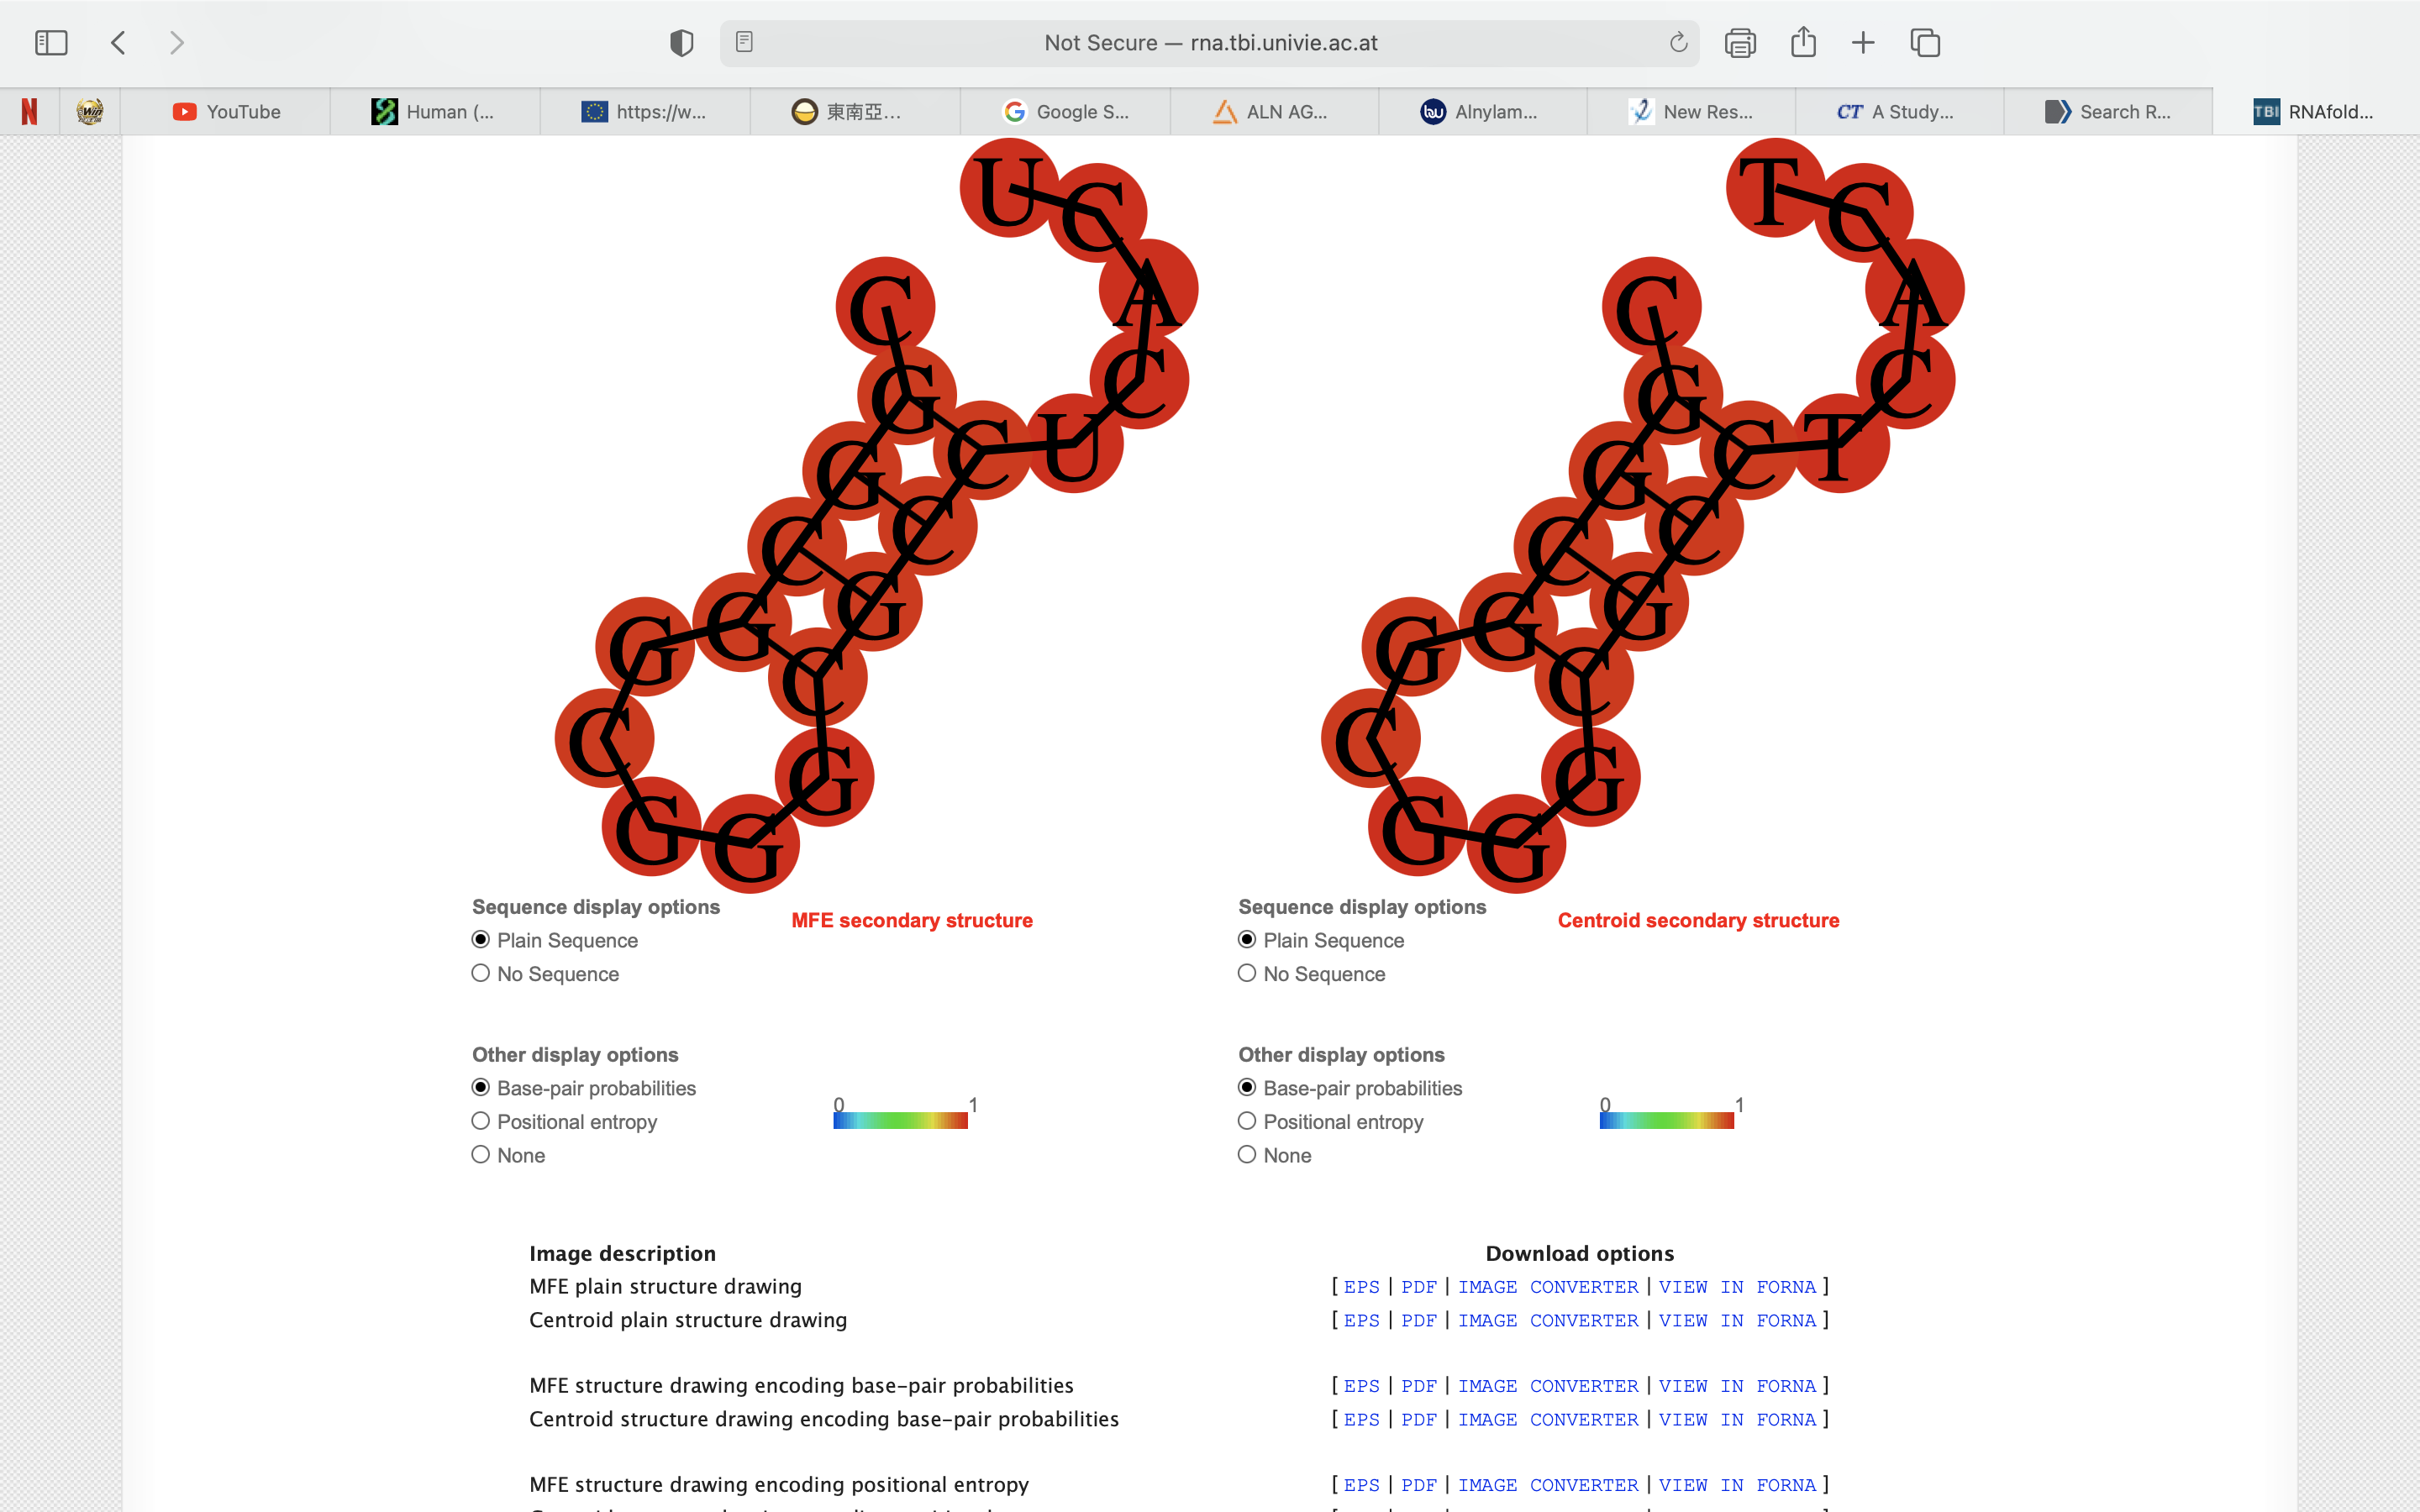 Not Secure — rna.tbi.univie.ac.at
N
Win
YouTube
Human (...
https://w...
東南亞...
Google S...
ALN AG...
bu Alnylam...
New Res...
CT A Study...
Search R...
TBI RNAfold...
U C A C U C C G C G G G C G G C G G C
T C A C T C C G C G G G C G G C G G C
Sequence display options
MFE secondary structure
Plain Sequence
No Sequence
Other display options
Base-pair probabilities
0 1
Positional entropy
None
Sequence display options
Centroid secondary structure
Plain Sequence
No Sequence
Other display options
Base-pair probabilities
0 1
Positional entropy
None
Image description Download options
MFE plain structure drawing [ EPS | PDF | IMAGE CONVERTER | VIEW IN FORNA ]
Centroid plain structure drawing [ EPS | PDF | IMAGE CONVERTER | VIEW IN FORNA ]
MFE structure drawing encoding base-pair probabilities [ EPS | PDF | IMAGE CONVERTER | VIEW IN FORNA ]
Centroid structure drawing encoding base-pair probabilities [ EPS | PDF | IMAGE CONVERTER | VIEW IN FORNA ]
MFE structure drawing encoding positional entropy [ EPS | PDF | IMAGE CONVERTER | VIEW IN FORNA ]